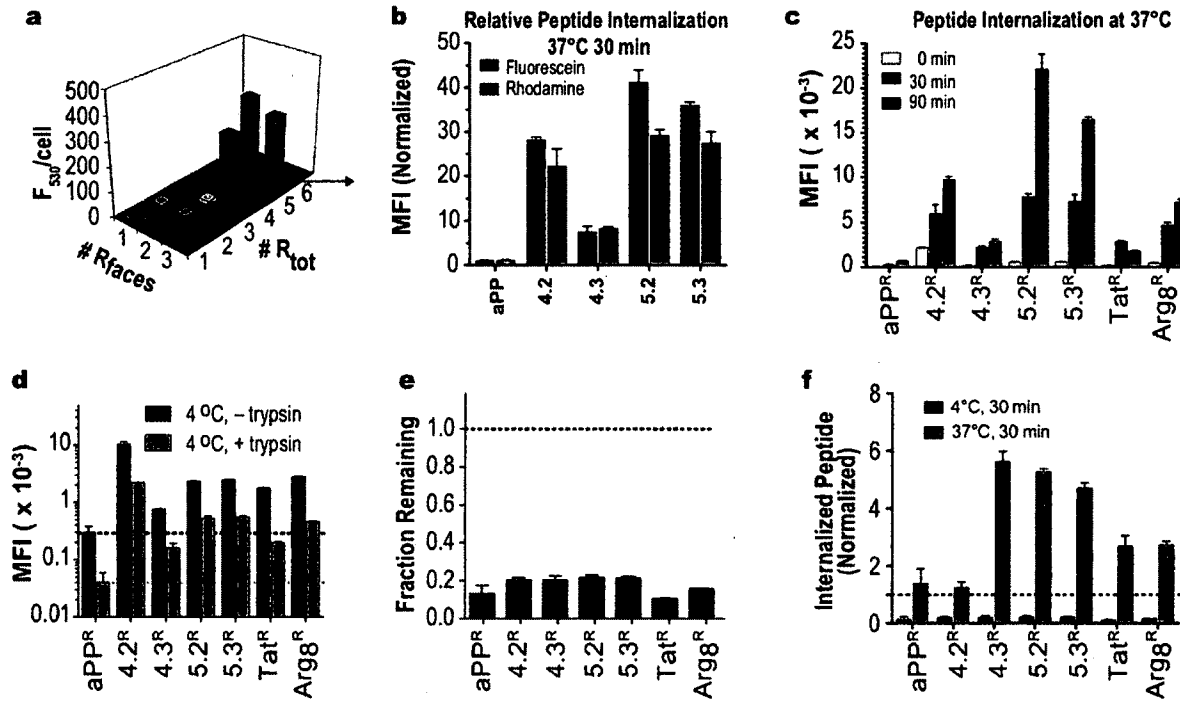 a
F530/cell
500
400
300
200
100
0
1
2
3
# Rfaces
1
2
3
4
5
6
# Rtot
b
Relative Peptide Internalization
37°C 30 min
MFI (Normalized)
50
40
30
20
10
0
Fluorescein
Rhodamine
aPP
4.2
4.3
5.2
5.3
c
Peptide Internalization at 37°C
MFI ( x 10-3)
25
20
15
10
5
0
0 min
30 min
90 min
aPPR
4.2R
4.3R
5.2R
5.3R
TatR
Arg8R
d
MFI ( x 10-3)
10
1
0.1
0.01
4 ºC, – trypsin
4 ºC, + trypsin
aPPR
4.2R
4.3R
5.2R
5.3R
TatR
Arg8R
e
Fraction Remaining
1.0
0.8
0.6
0.4
0.2
0.0
aPPR
4.2R
4.3R
5.2R
5.3R
TatR
Arg8R
f
Internalized Peptide
(Normalized)
8
6
4
2
0
4°C, 30 min
37°C, 30 min
aPPR
4.2R
4.3R
5.2R
5.3R
TatR
Arg8R